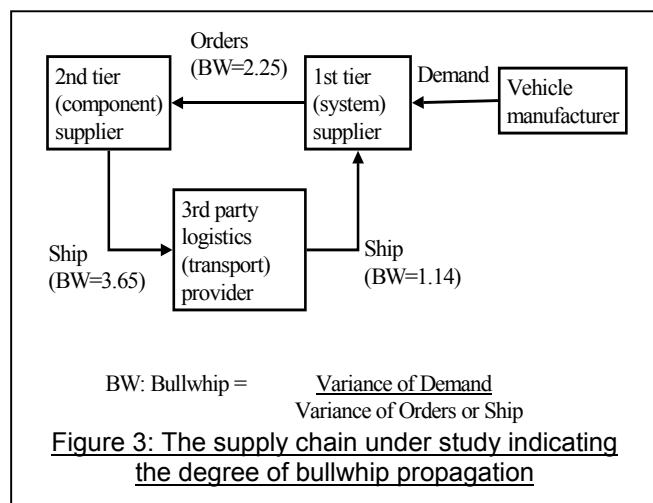 Orders
(BW=2.25)
2nd tier
(component)
supplier
1st tier
(system)
supplier
Demand
Vehicle
manufacturer
3rd party
logistics
(transport)
provider
Ship
(BW=3.65)
Ship
(BW=1.14)
BW: Bullwhip = Variance of Demand
Variance of Orders or Ship
Figure 3: The supply chain under study indicating
the degree of bullwhip propagation